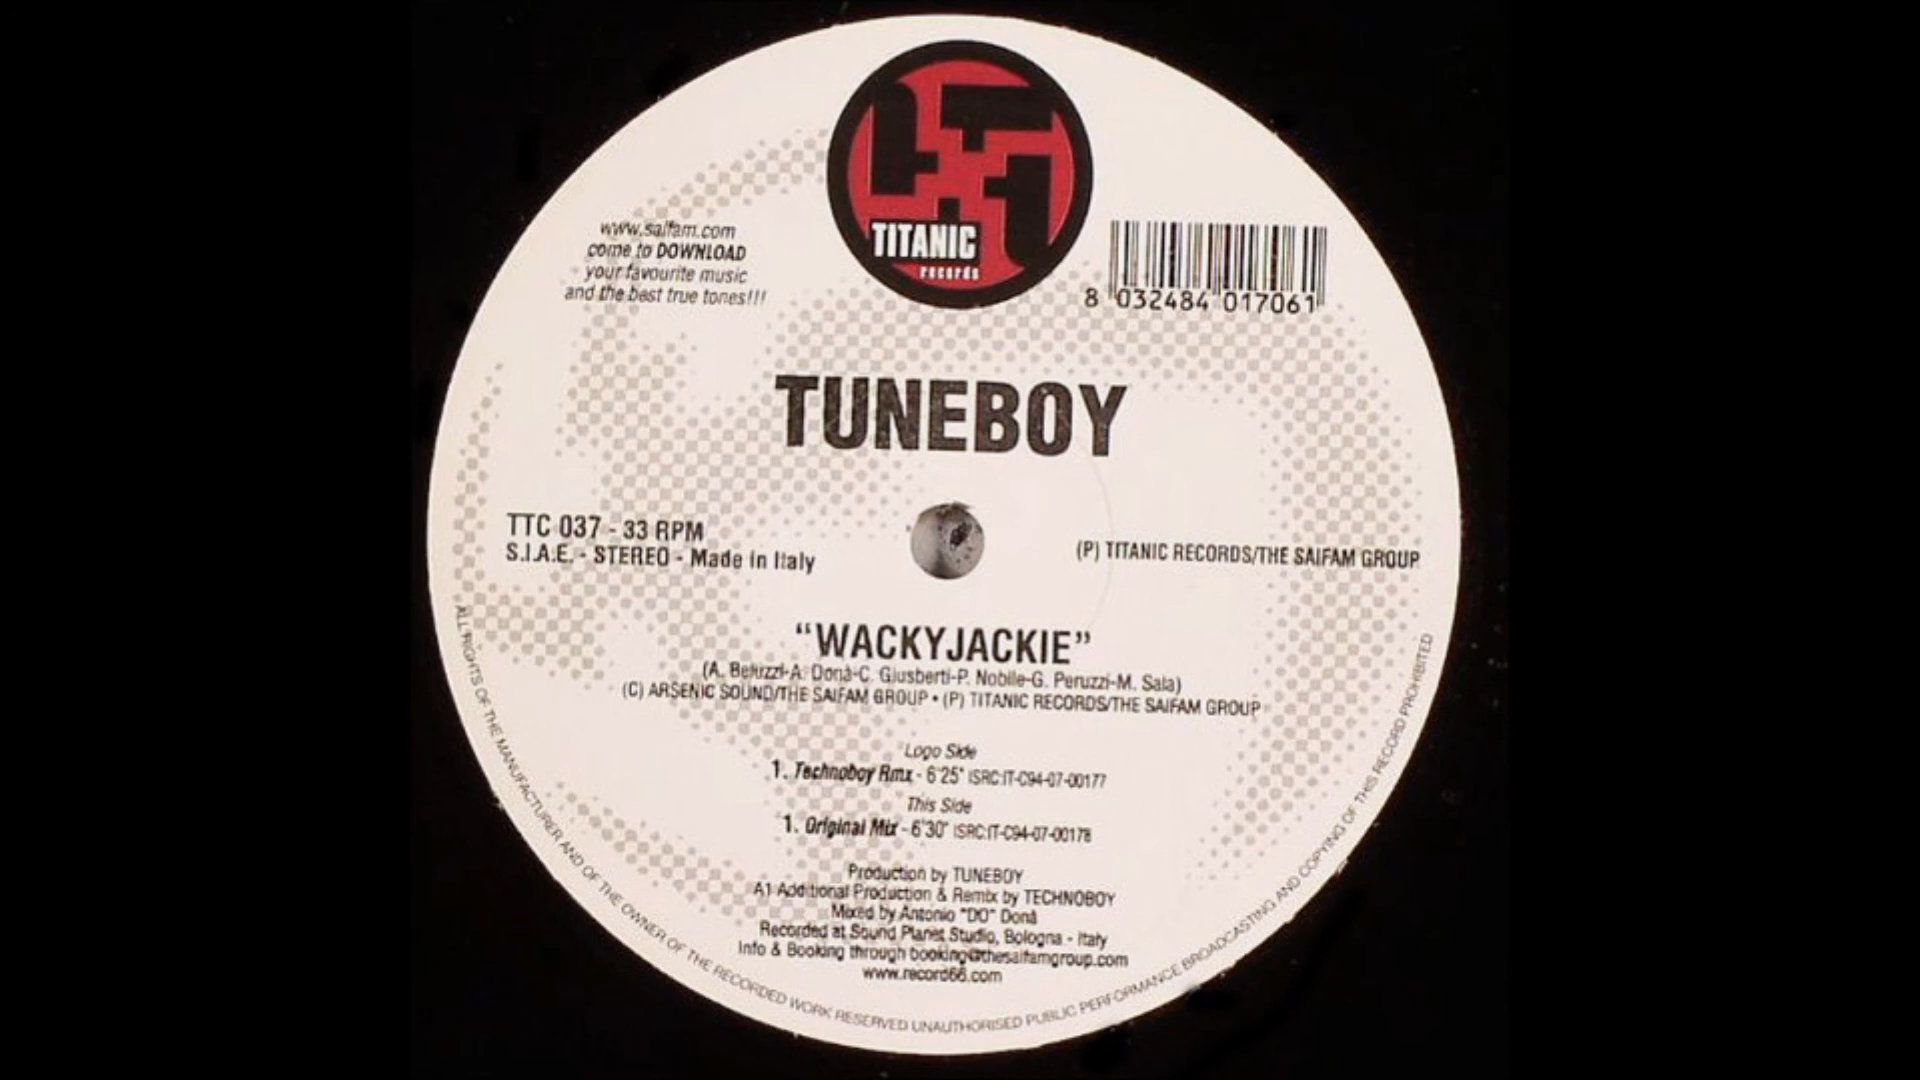 TITANIC
records
www.saifam.com
come to DOWNLOAD
your favourite music
and the best true tones!!!
8 032484 017061
TUNEBOY
TTC 037 - 33 RPM
S.I.A.E. - STEREO - Made in Italy
(P) TITANIC RECORDS/THE SAIFAM GROUP
"WACKYJACKIE"
(A. Beluzzi-A. Donà-C. Giusberti-P. Nobile-G. Peruzzi-M. Sala)
(C) ARSENIC SOUND/THE SAIFAM GROUP • (P) TITANIC RECORDS/THE SAIFAM GROUP
Logo Side
1. Technoboy Rmx - 6'25" ISRC:IT-C94-07-00177
This Side
1. Original Mix - 6'30" ISRC:IT-C94-07-00178
Production by TUNEBOY
A1 Additional Production & Remix by TECHNOBOY
Mixed by Antonio "DO" Donà
Recorded at Sound Planet Studio, Bologna - Italy
Info & Booking through booking@thesaifamgroup.com
www.record66.com
ALL RIGHTS OF THE MANUFACTURER AND OF THE OWNER OF THE RECORDED WORK RESERVED UNAUTHORISED PUBLIC PERFORMANCE BROADCASTING AND COPYING OF THIS RECORD PROHIBITED